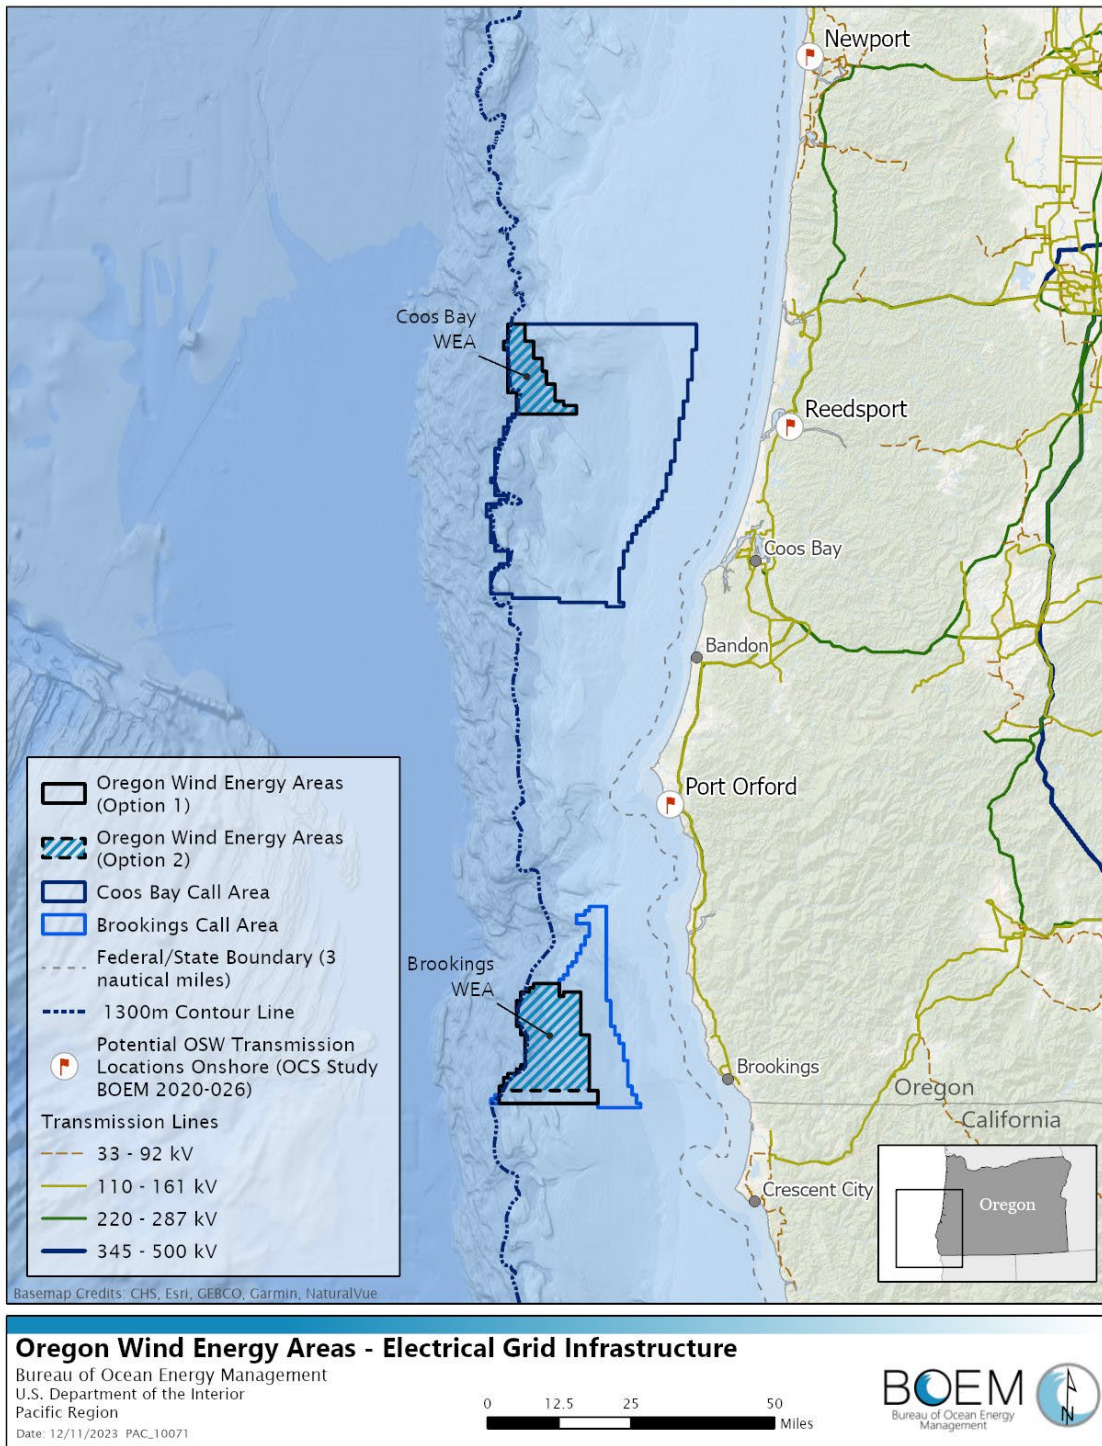 Newport
Coos Bay
WEA
Reedsport
Coos Bay
Bandon
Port Orford
Brookings
WEA
Brookings
Oregon
California
Crescent City
Oregon
Oregon Wind Energy Areas
(Option 1)
Oregon Wind Energy Areas
(Option 2)
Coos Bay Call Area
Brookings Call Area
Federal/State Boundary (3
nautical miles)
1300m Contour Line
Potential OSW Transmission
Locations Onshore (OCS Study
BOEM 2020-026)
Transmission Lines
33 - 92 kV
110 - 161 kV
220 - 287 kV
345 - 500 kV
Basemap Credits: CHS, Esri, GEBCO, Garmin, NaturalVue
Oregon Wind Energy Areas - Electrical Grid Infrastructure
Bureau of Ocean Energy Management
U.S. Department of the Interior
Pacific Region
Date: 12/11/2023 PAC_10071
0 12.5 25 50
Miles
BOEM
Bureau of Ocean Energy
Management
N